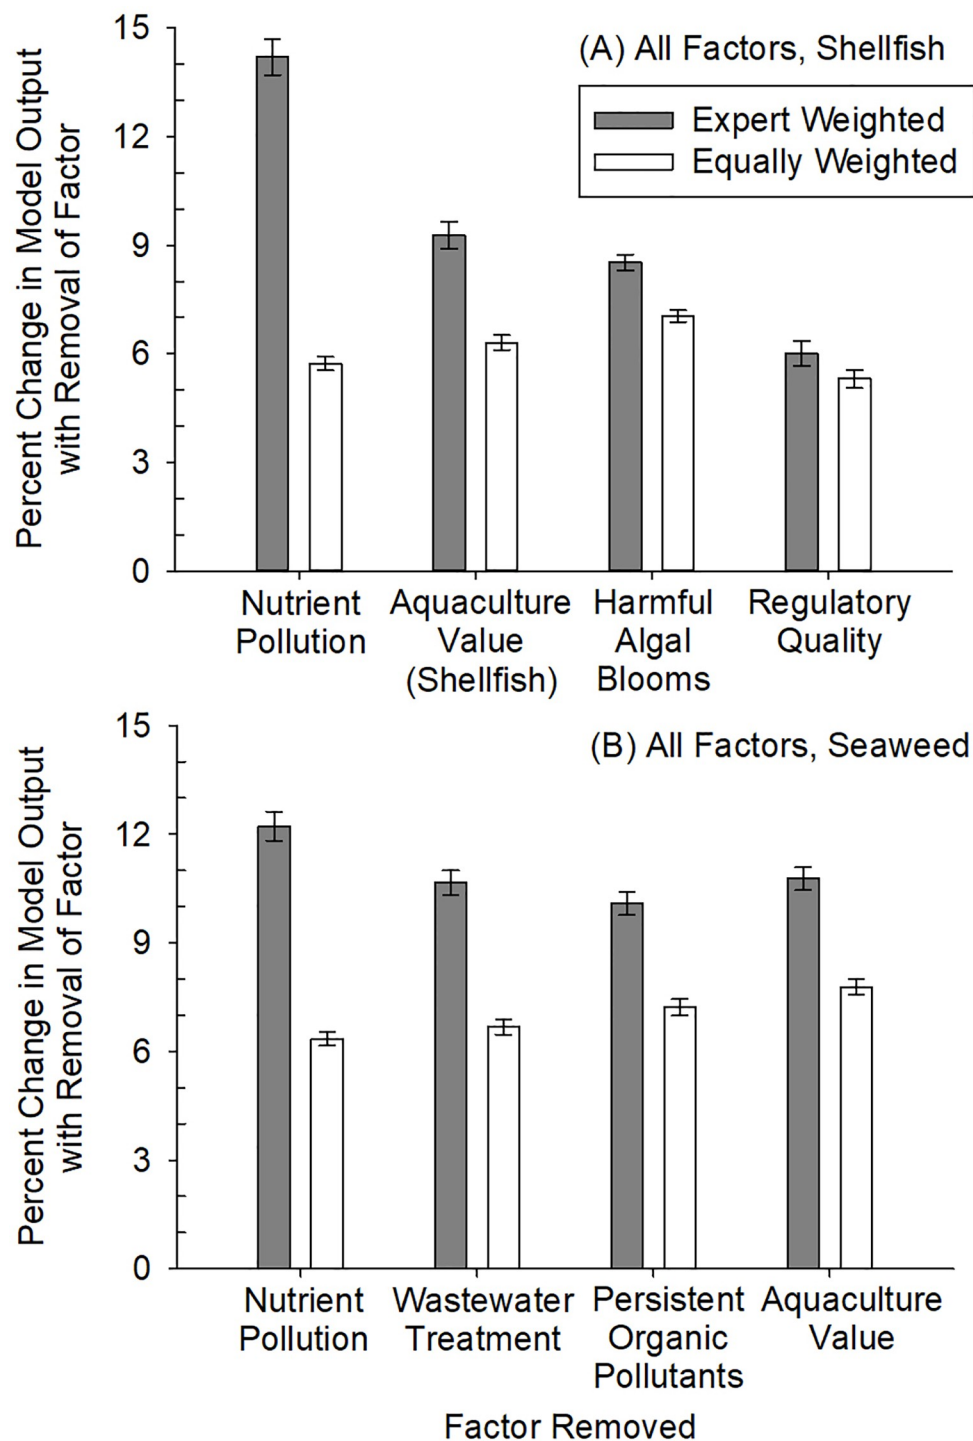 (A) All Factors, Shellfish
Expert Weighted
Equally Weighted
Percent Change in Model Output
with Removal of Factor
15
12
9
6
3
0
Nutrient
Pollution
Aquaculture
Value
(Shellfish)
Harmful
Algal
Blooms
Regulatory
Quality
(B) All Factors, Seaweed
Percent Change in Model Output
with Removal of Factor
15
12
9
6
3
0
Nutrient
Pollution
Wastewater
Treatment
Persistent
Organic
Pollutants
Aquaculture
Value
Factor Removed